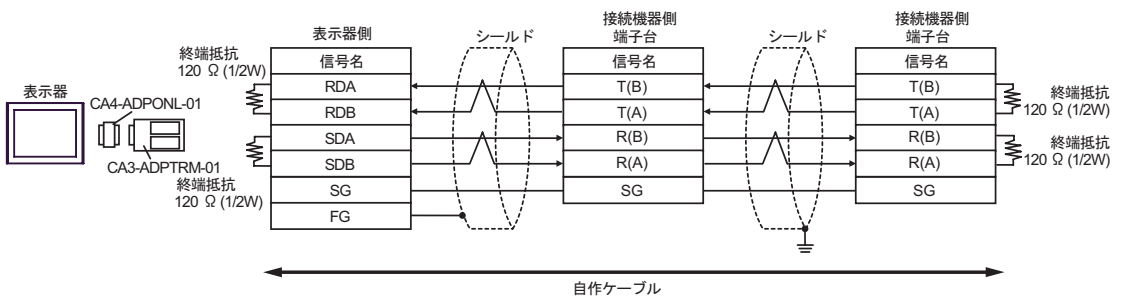 表示器
CA4-ADPONL-01
CA3-ADPTRM-01
終端抵抗
120 Ω (1/2W)
終端抵抗
120 Ω (1/2W)
表示器側
信号名
RDA
RDB
SDA
SDB
SG
FG
シールド
接続機器側
端子台
信号名
T(B)
T(A)
R(B)
R(A)
SG
シールド
接続機器側
端子台
信号名
T(B)
T(A)
R(B)
R(A)
SG
終端抵抗
120 Ω (1/2W)
終端抵抗
120 Ω (1/2W)
自作ケーブル